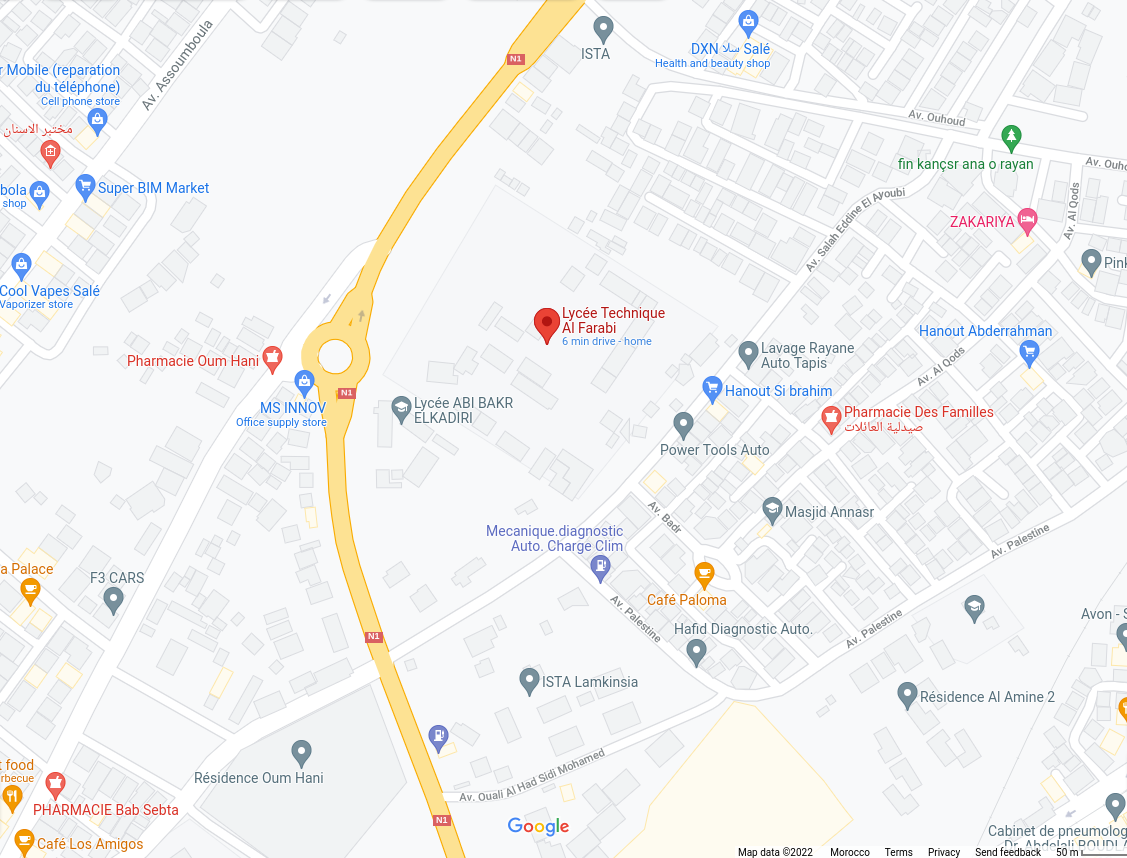 N1
ISTA
DXN سلا Salé
Health and beauty shop
Av. Assoumboula
r Mobile (reparation
du téléphone)
Cell phone store
مختبر الاسنان
Av. Ouhoud
fin kançsr ana o rayan
Av. Ouho
bola
shop
Super BIM Market
Av. Salah Eddine El Ayoubi
Av. Al Qods
ZAKARIYA
Pink
Cool Vapes Salé
Vaporizer store
Lycée Technique
Al Farabi
6 min drive - home
Hanout Abderrahman
Pharmacie Oum Hani
Lavage Rayane
Auto Tapis
Av. Al Qods
N1
MS INNOV
Office supply store
Lycée ABI BAKR
ELKADIRI
Hanout Si brahim
Pharmacie Des Familles
صيدلية العائلات
Power Tools Auto
Masjid Annasr
Av. Badr
Mecanique.diagnostic
Auto. Charge Clim
Av. Palestine
a Palace
F3 CARS
Café Paloma
Av. Palestine
Hafid Diagnostic Auto.
Av. Palestine
Avon - S
N1
ISTA Lamkinsia
Résidence Al Amine 2
Résidence Oum Hani
t food
rbecue
Av. Ouali Al Had Sidi Mohamed
PHARMACIE Bab Sebta
N1
Google
Café Los Amigos
Cabinet de pneumolog
Dr. Abdelali BOUDLA
Map data ©2022 Morocco Terms Privacy Send feedback 50 m